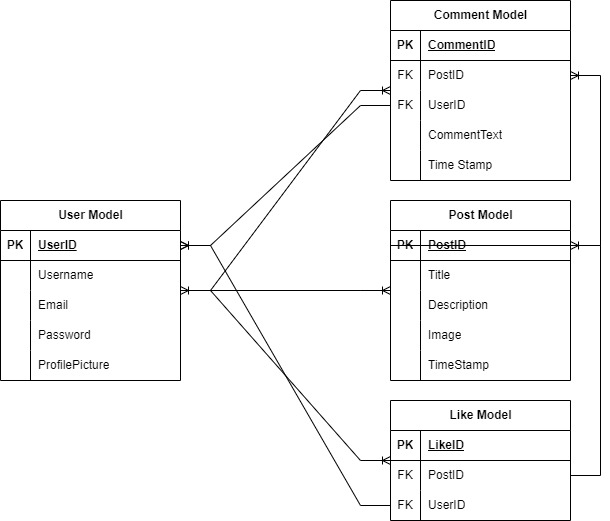 Comment Model
PK CommentID
FK PostID
FK UserID
CommentText
Time Stamp
User Model
PK UserID
Username
Email
Password
ProfilePicture
Post Model
PK PostID
Title
Description
Image
TimeStamp
Like Model
PK LikeID
FK PostID
FK UserID